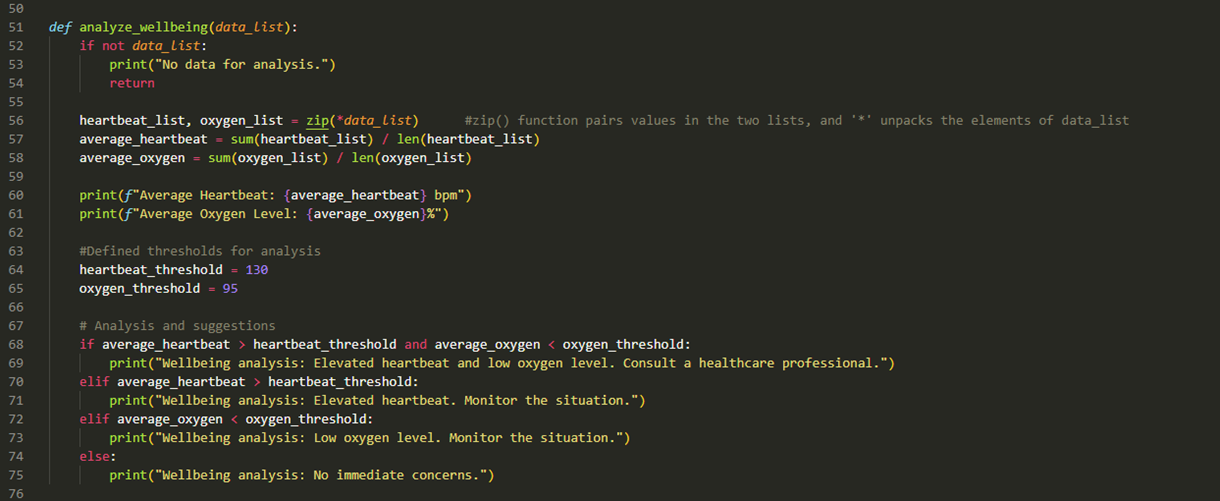 50
51 def analyze_wellbeing(data_list):
52     if not data_list:
53         print("No data for analysis.")
54         return
55
56     heartbeat_list, oxygen_list = zip(*data_list)      #zip() function pairs values in the two lists, and '*' unpacks the elements of data_list
57     average_heartbeat = sum(heartbeat_list) / len(heartbeat_list)
58     average_oxygen = sum(oxygen_list) / len(oxygen_list)
59
60     print(f"Average Heartbeat: {average_heartbeat} bpm")
61     print(f"Average Oxygen Level: {average_oxygen}%")
62
63     #Defined thresholds for analysis
64     heartbeat_threshold = 130
65     oxygen_threshold = 95
66
67     # Analysis and suggestions
68     if average_heartbeat > heartbeat_threshold and average_oxygen < oxygen_threshold:
69         print("Wellbeing analysis: Elevated heartbeat and low oxygen level. Consult a healthcare professional.")
70     elif average_heartbeat > heartbeat_threshold:
71         print("Wellbeing analysis: Elevated heartbeat. Monitor the situation.")
72     elif average_oxygen < oxygen_threshold:
73         print("Wellbeing analysis: Low oxygen level. Monitor the situation.")
74     else:
75         print("Wellbeing analysis: No immediate concerns.")
76